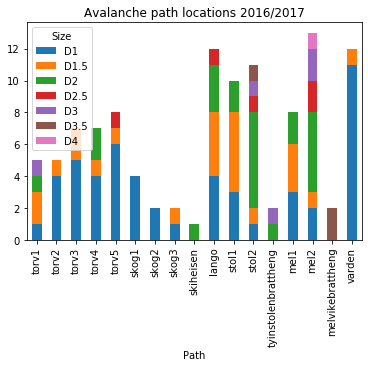 Avalanche path locations 2016/2017
Size
D1
D1.5
D2
D2.5
D3
D3.5
D4
12
10
8
6
4
2
0
torv1
torv2
torv3
torv4
torv5
skog1
skog2
skog3
skiheisen
lango
stol1
stol2
tyinstolenbrattheng
mel1
mel2
melvikebrattheng
varden
Path